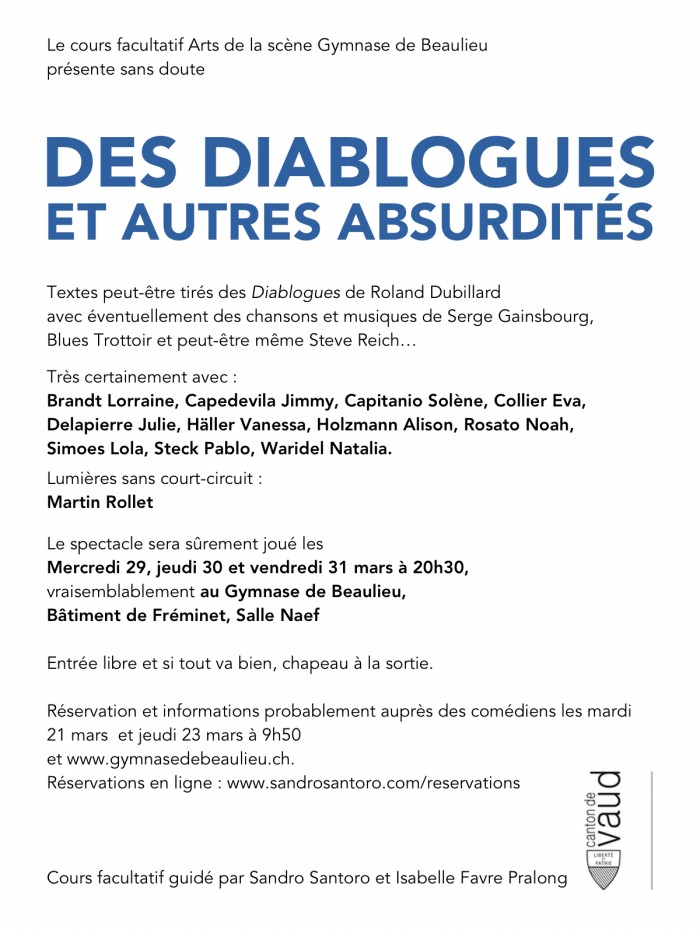 Le cours facultatif Arts de la scène Gymnase de Beaulieu
présente sans doute
DES DIABLOGUES
ET AUTRES ABSURDITÉS
Textes peut-être tirés des Diablogues de Roland Dubillard
avec éventuellement des chansons et musiques de Serge Gainsbourg,
Blues Trottoir et peut-être même Steve Reich…
Très certainement avec :
Brandt Lorraine, Capedevila Jimmy, Capitanio Solène, Collier Eva,
Delapierre Julie, Häller Vanessa, Holzmann Alison, Rosato Noah,
Simoes Lola, Steck Pablo, Waridel Natalia.
Lumières sans court-circuit :
Martin Rollet
Le spectacle sera sûrement joué les
Mercredi 29, jeudi 30 et vendredi 31 mars à 20h30,
vraisemblablement au Gymnase de Beaulieu,
Bâtiment de Fréminet, Salle Naef
Entrée libre et si tout va bien, chapeau à la sortie.
Réservation et informations probablement auprès des comédiens les mardi
21 mars et jeudi 23 mars à 9h50
et www.gymnasedebeaulieu.ch.
Réservations en ligne : www.sandrosantoro.com/reservations
canton de
vaud
LIBERTÉ
ET
PATRIE
Cours facultatif guidé par Sandro Santoro et Isabelle Favre Pralong